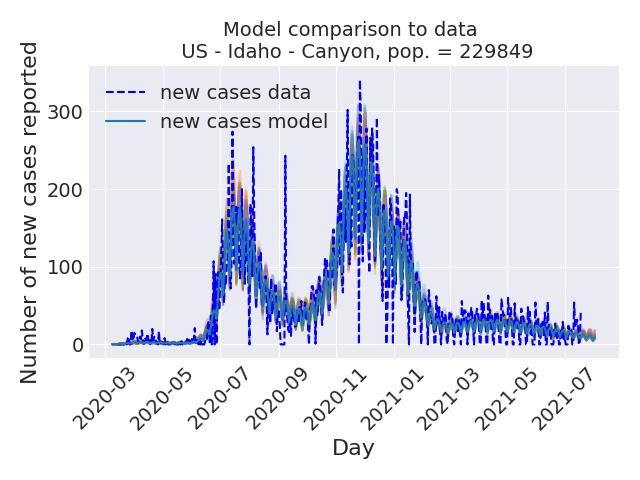 Model comparison to data
US - Idaho - Canyon, pop. = 229849
Number of new cases reported
new cases data
new cases model
300
200
100
0
2020-03
2020-05
2020-07
2020-09
2020-11
2021-01
2021-03
2021-05
2021-07
Day